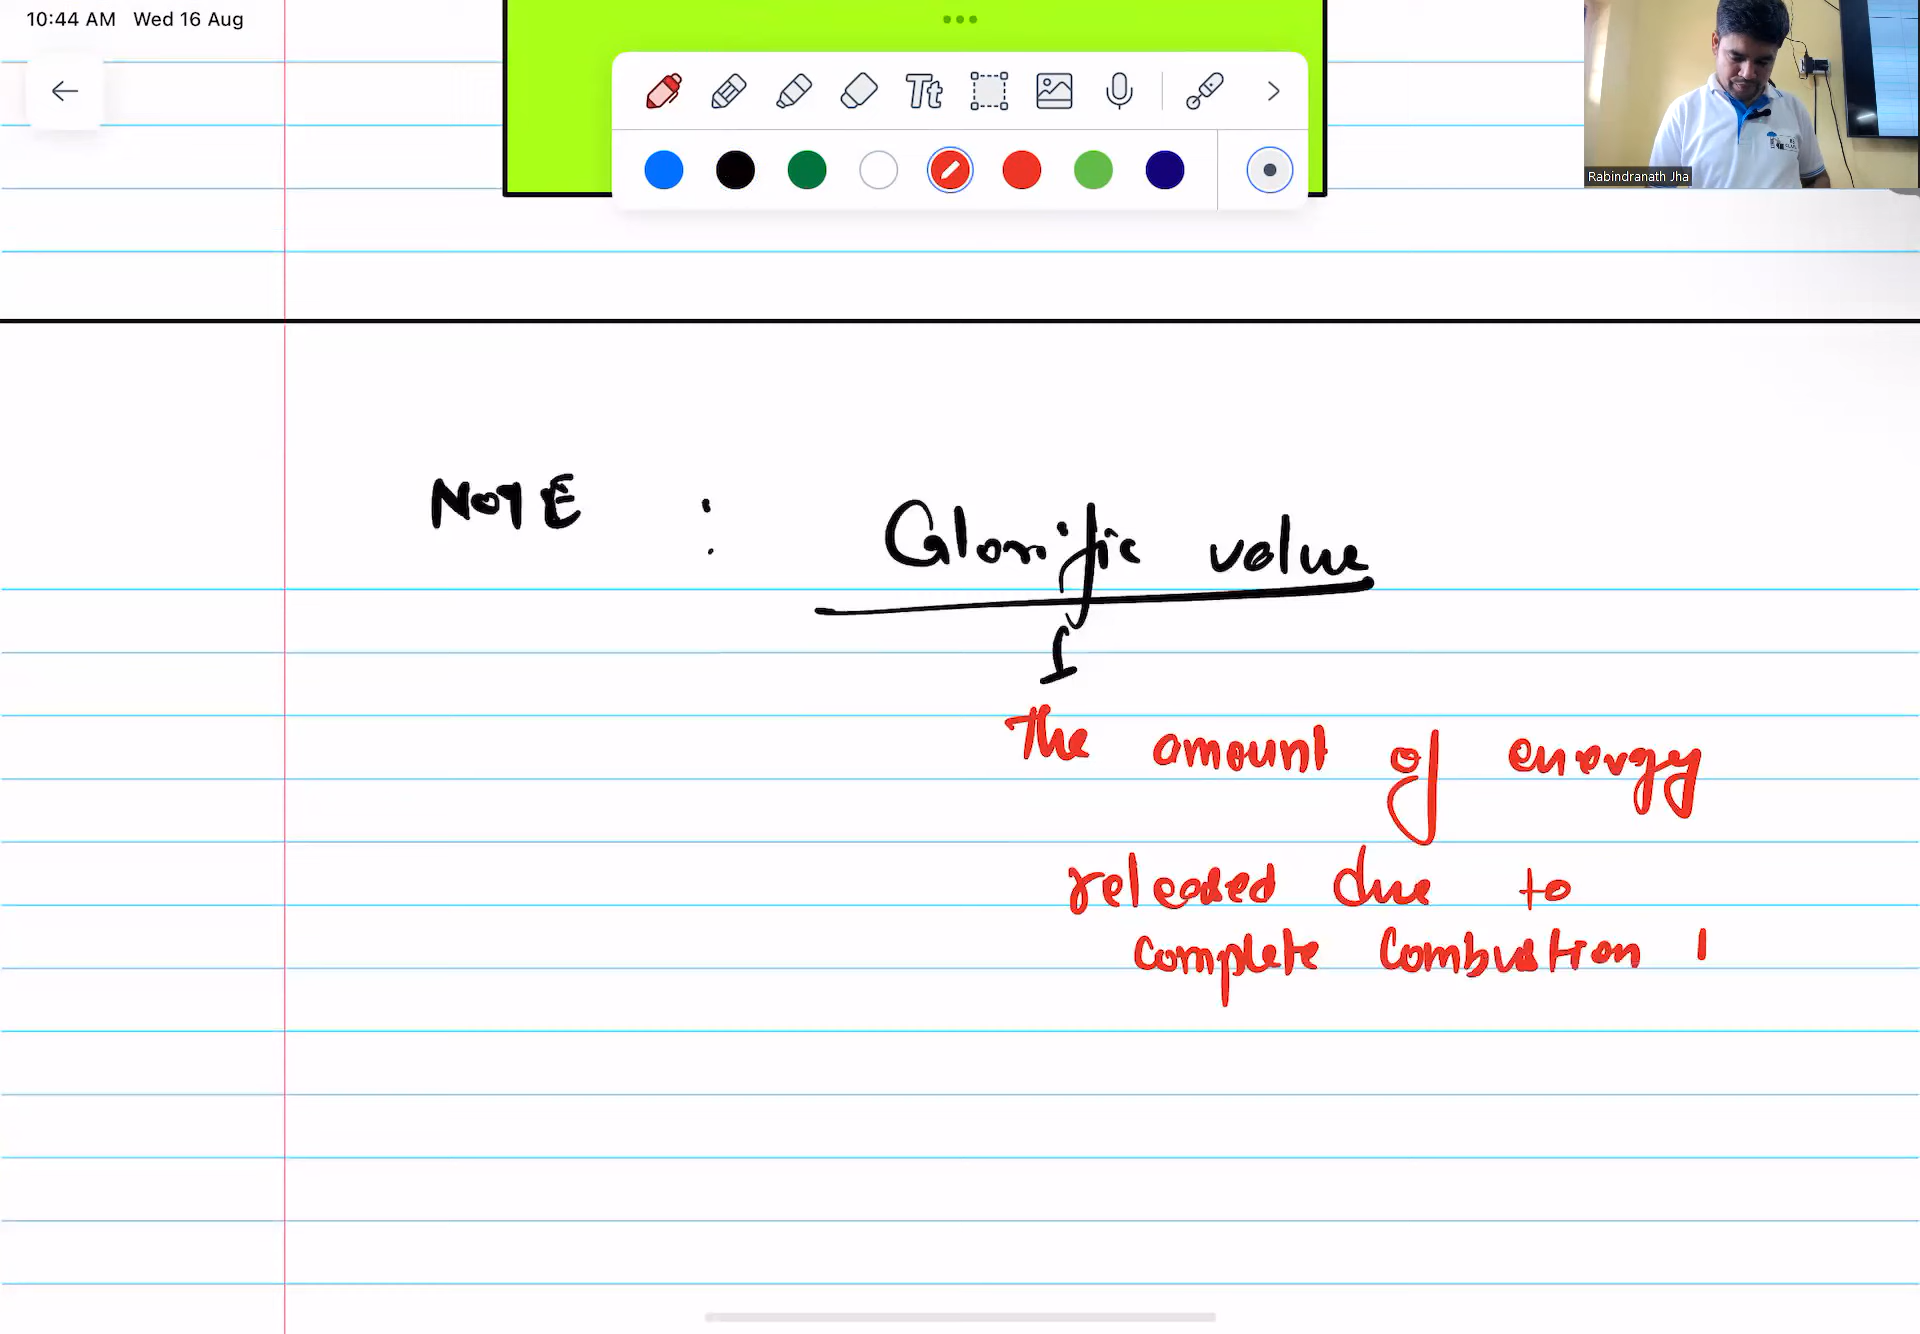 10:44 AM Wed 16 Aug
Tt
Rabindranath Jha
NOTE : Calorific value
The amount of energy
released due to
complete combustion